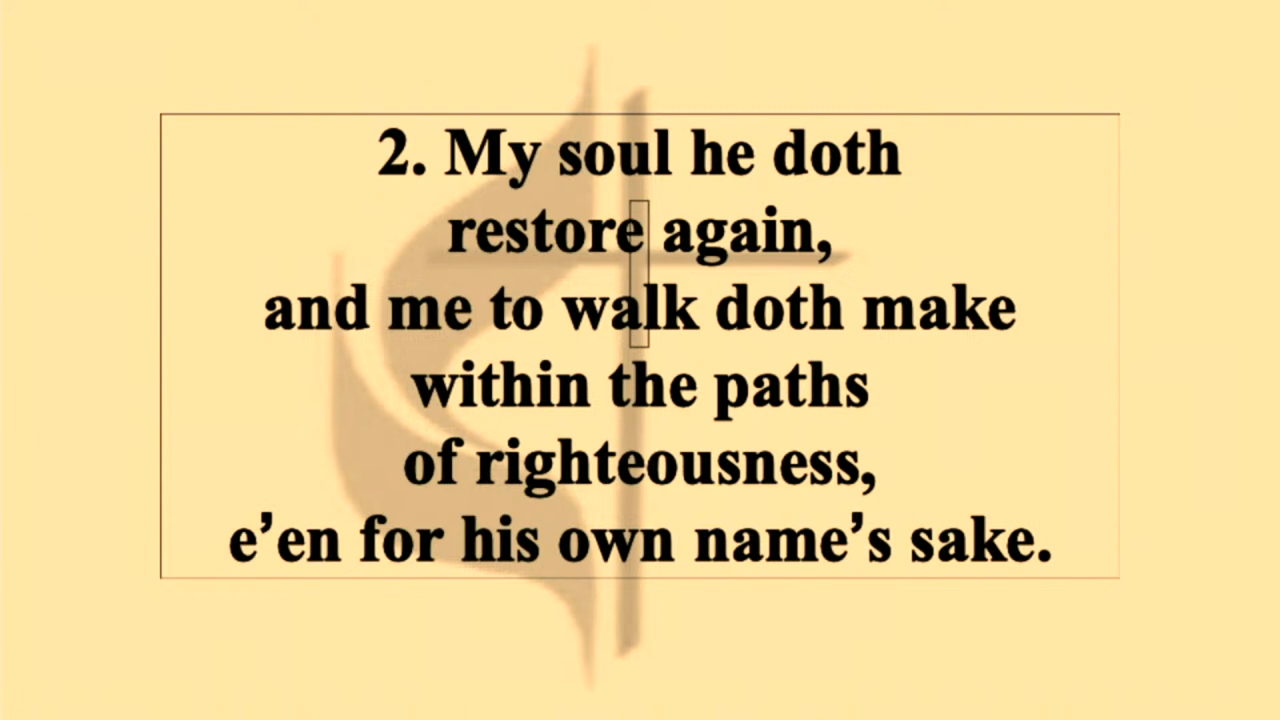 2. My soul he doth
restore again,
and me to walk doth make
within the paths
of righteousness,
e’en for his own name’s sake.